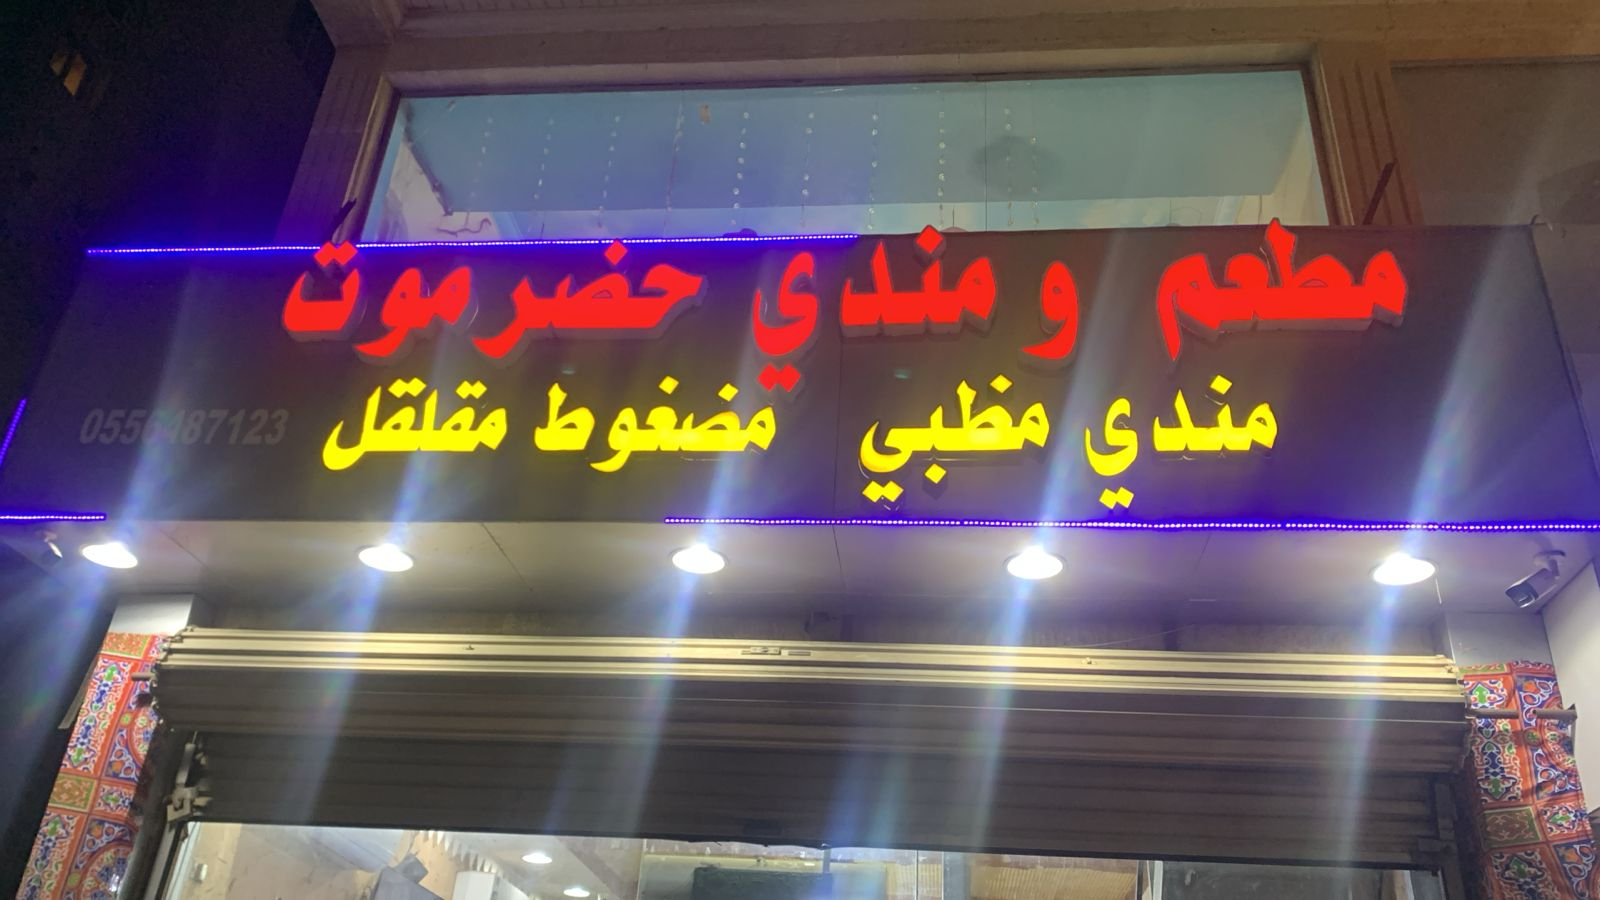 مطعم و مندي حضرموت
مندي مظبي مضغوط مقلقل
0556487123